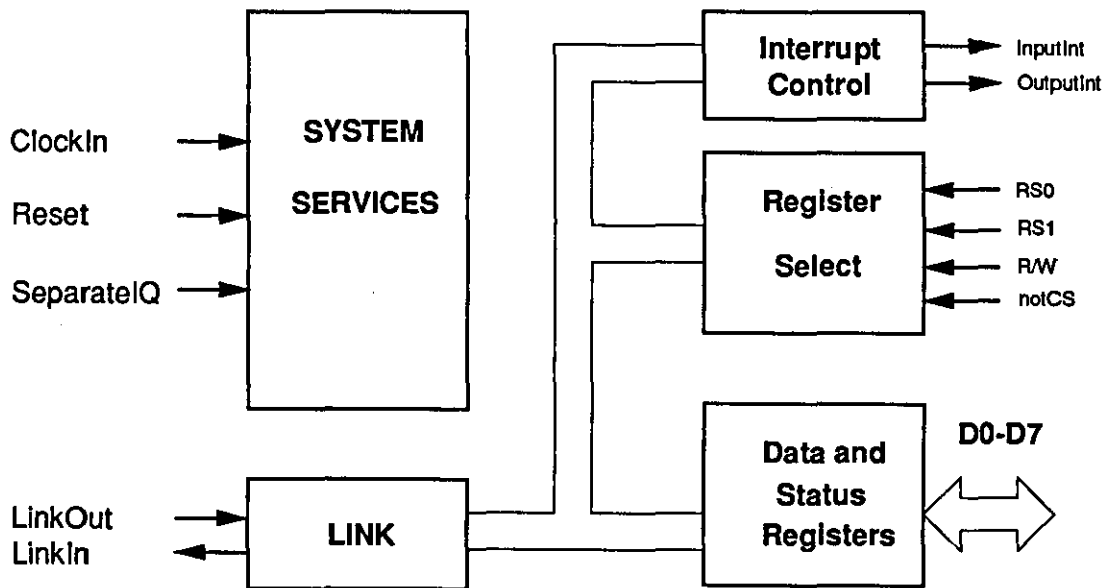 ClockIn
Reset
SeparateIQ
SYSTEM
SERVICES
LinkOut
LinkIn
LINK
Interrupt
Control
InputInt
OutputInt
Register
Select
RS0
RS1
R/W
notCS
Data and
Status
Registers
D0-D7